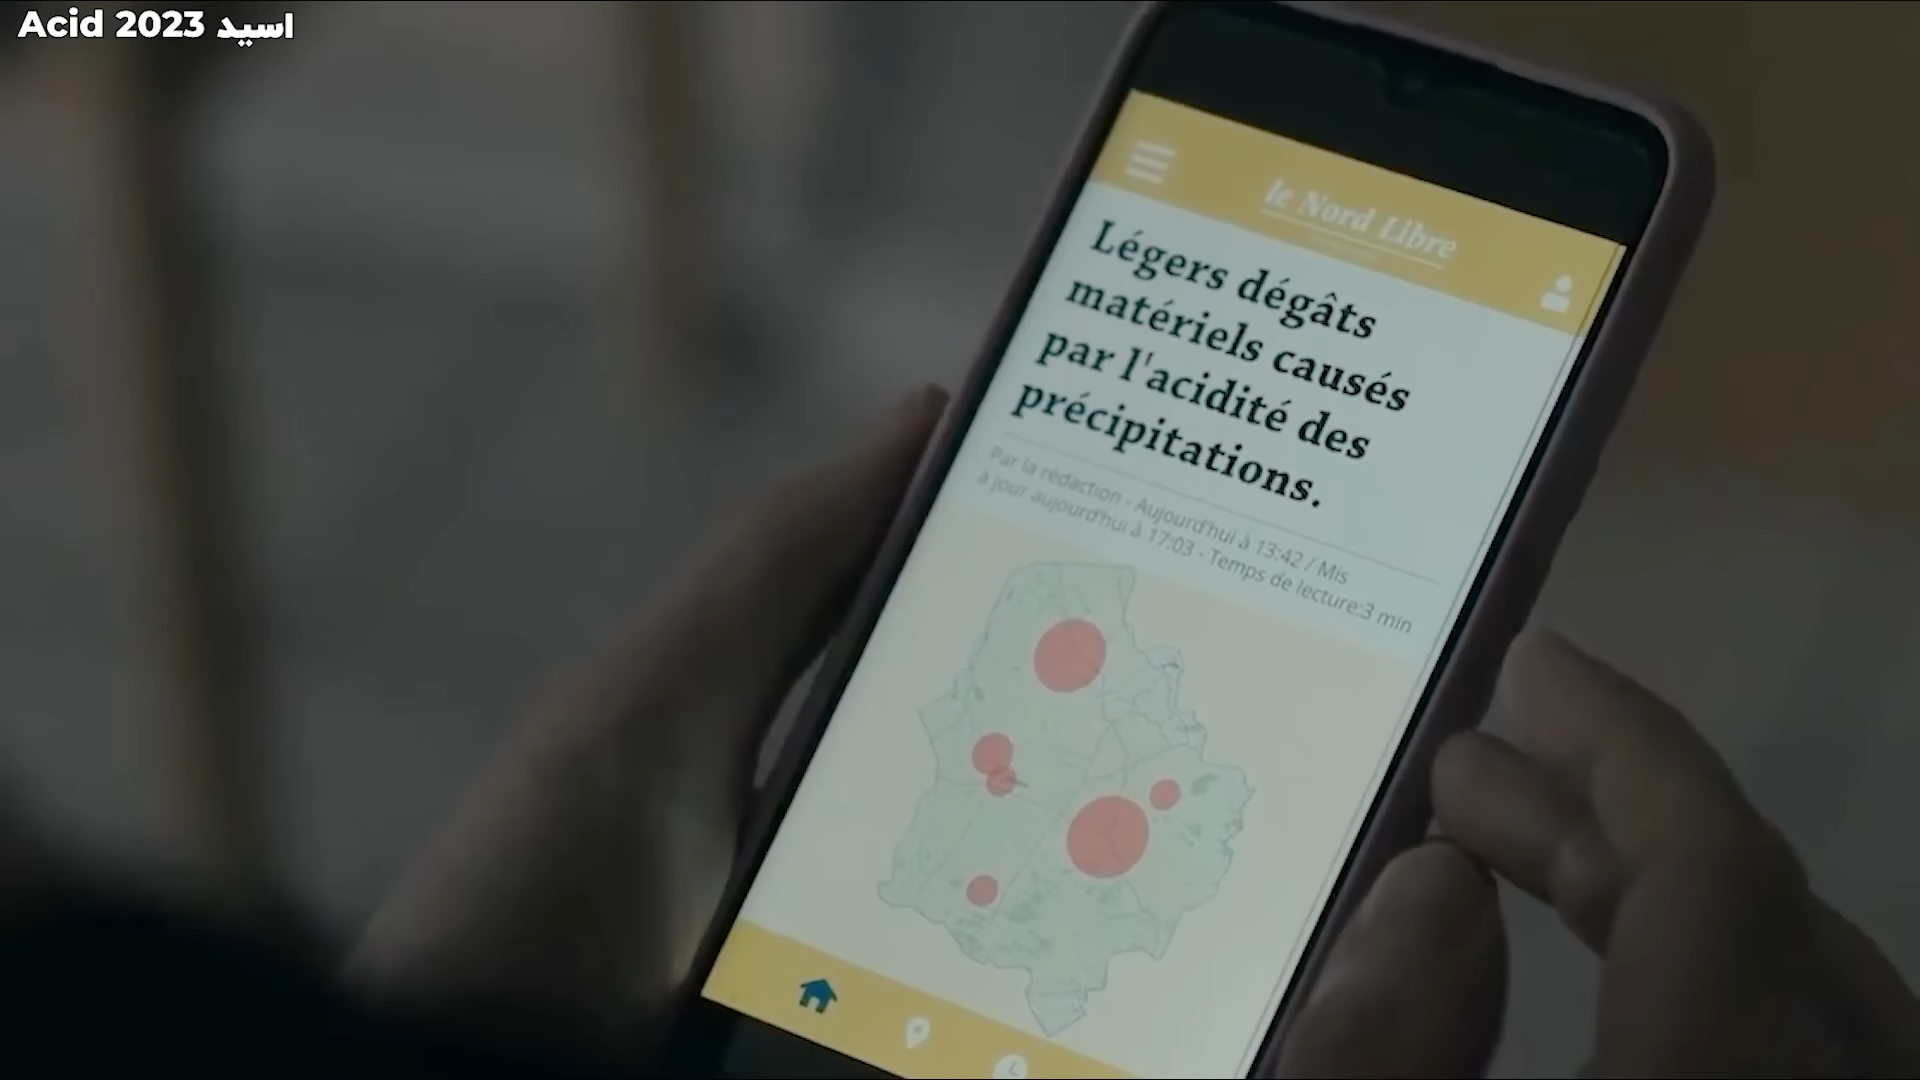 Acid 2023 اسيد
le Nord Libre
Légers dégâts
matériels causés
par l'acidité des
précipitations.
Par la rédaction - Aujourd'hui à 13:42 / Mis
à jour aujourd'hui à 17:03 - Temps de lecture:3 min